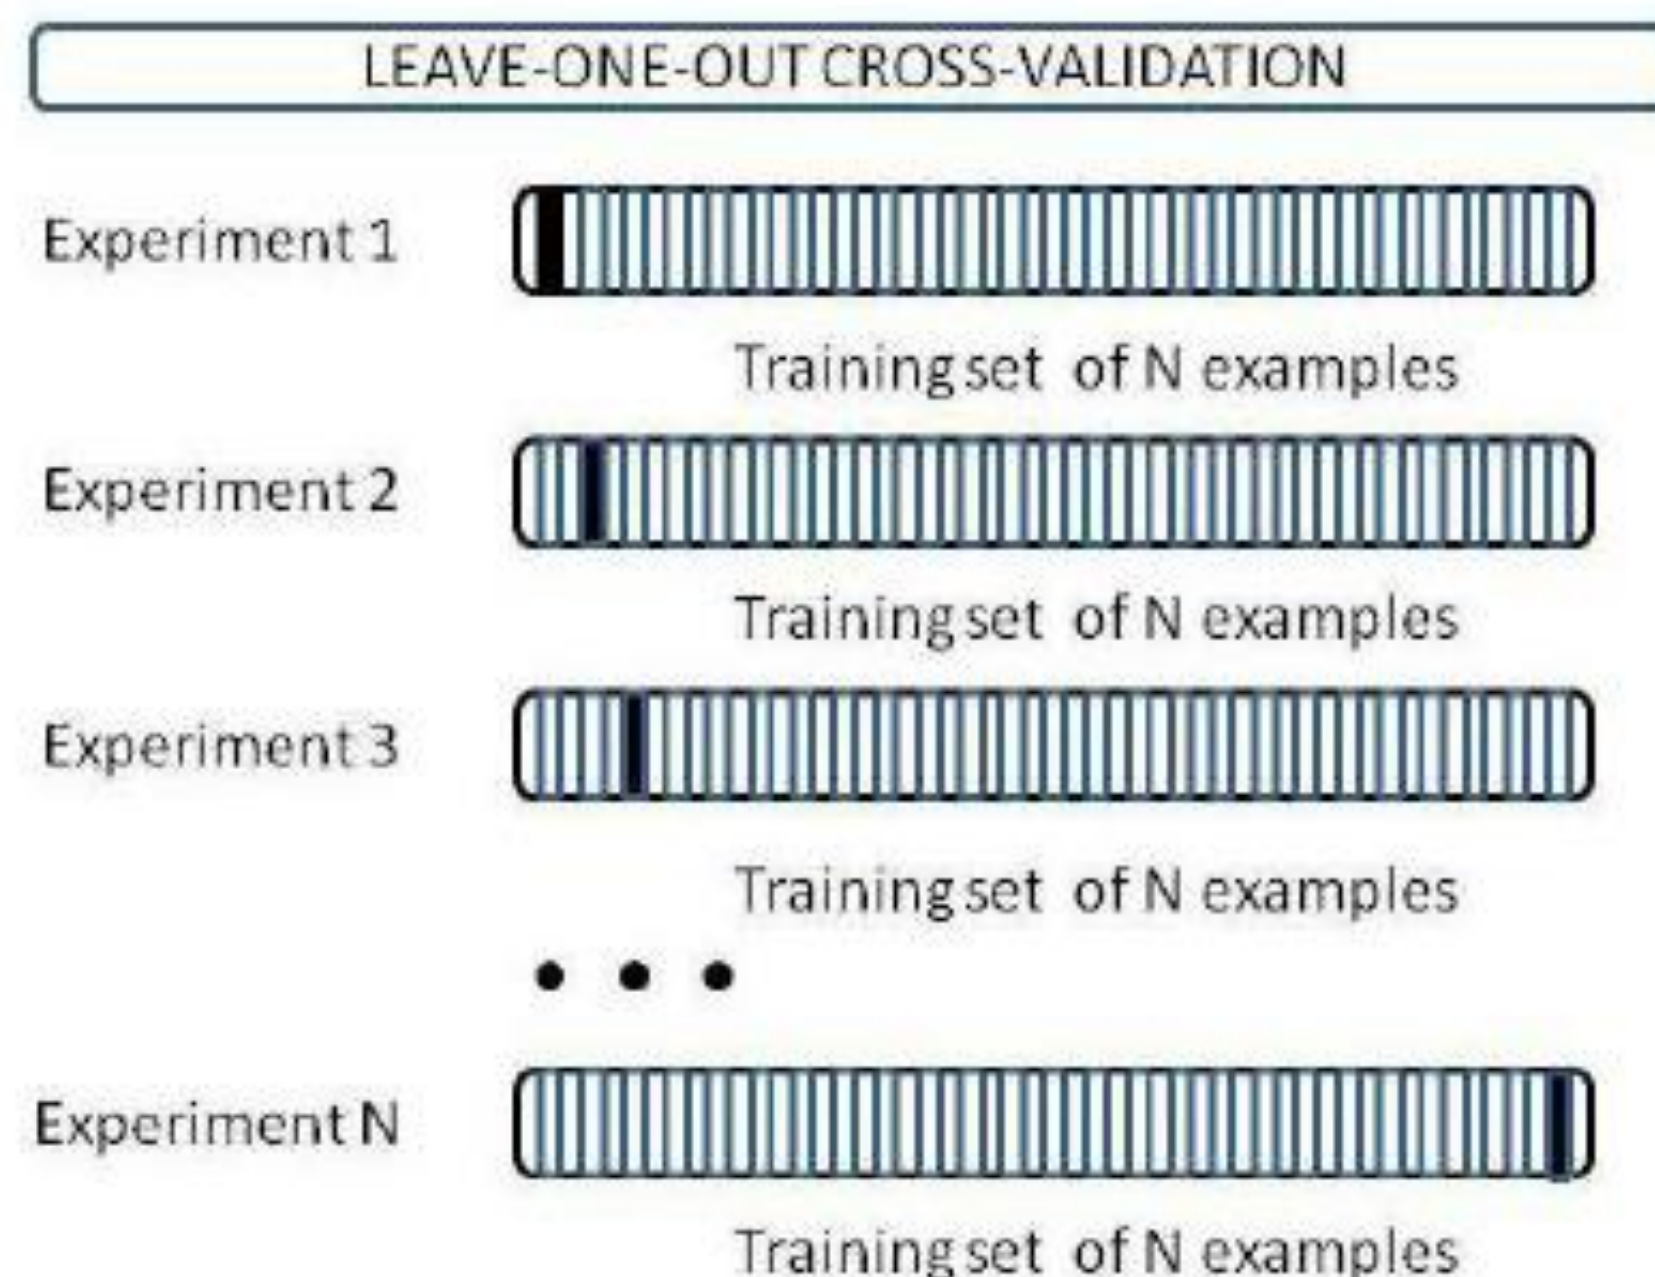 LEAVE-ONE-OUT CROSS-VALIDATION
Experiment 1
Training set of N examples
Experiment 2
Training set of N examples
Experiment 3
Training set of N examples
Experiment N
Training set of N examples